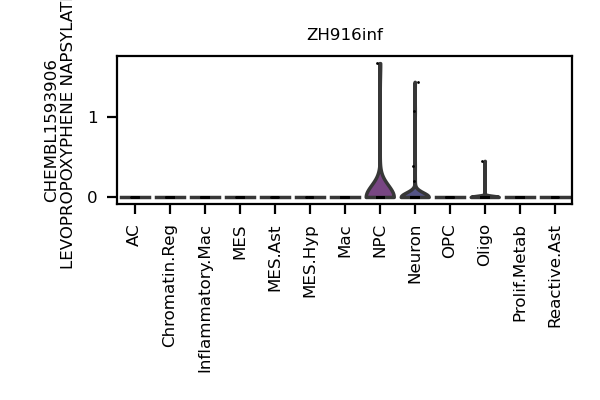 ZH916inf
CHEMBL1593906
LEVOPROPOXYPHENE
1
0
AC
Chromatin.Reg
Inflammatory.Mac
MES
MES.Ast
MES.Hyp
Mac
NPC
Neuron
OPC
Oligo
Prolif.Metab
Reactive.Ast